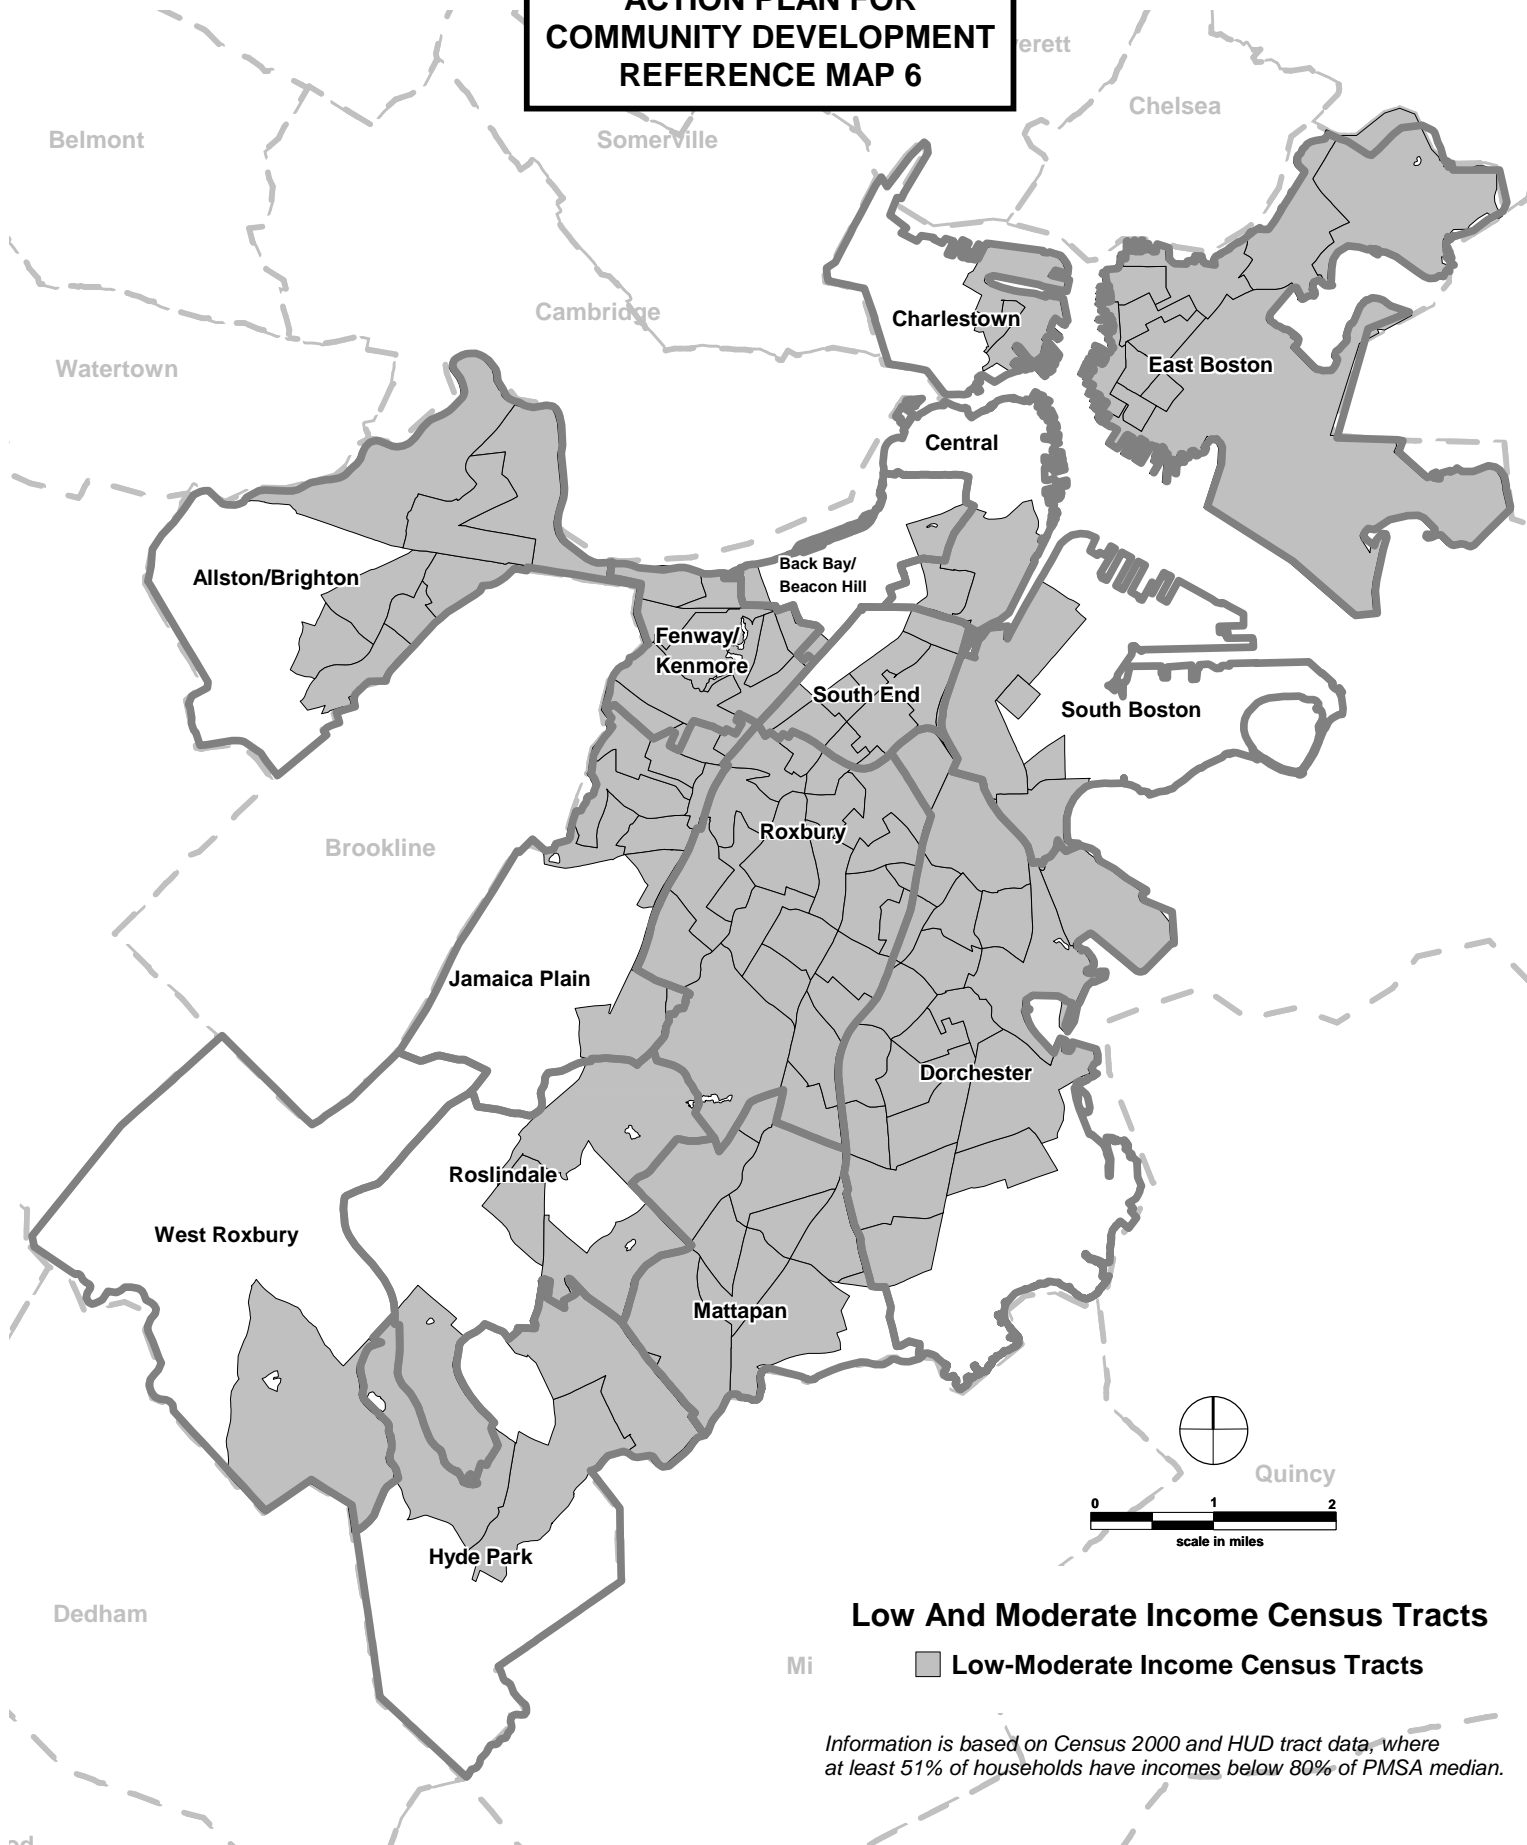 ACTION PLAN FOR
COMMUNITY DEVELOPMENT
REFERENCE MAP 6
Chelsea
Belmont
Somerville
Cambridge
Charlestown
Watertown
East Boston
Central
Back Bay/
Beacon Hill
Allston/Brighton
Fenway/
Kenmore
South End
South Boston
Roxbury
Brookline
Jamaica Plain
Dorchester
Roslindale
West Roxbury
Mattapan
Quincy
0 1 2
scale in miles
Hyde Park
Dedham
Low And Moderate Income Census Tracts
Mi
Low-Moderate Income Census Tracts
Information is based on Census 2000 and HUD tract data, where
at least 51% of households have incomes below 80% of PMSA median.